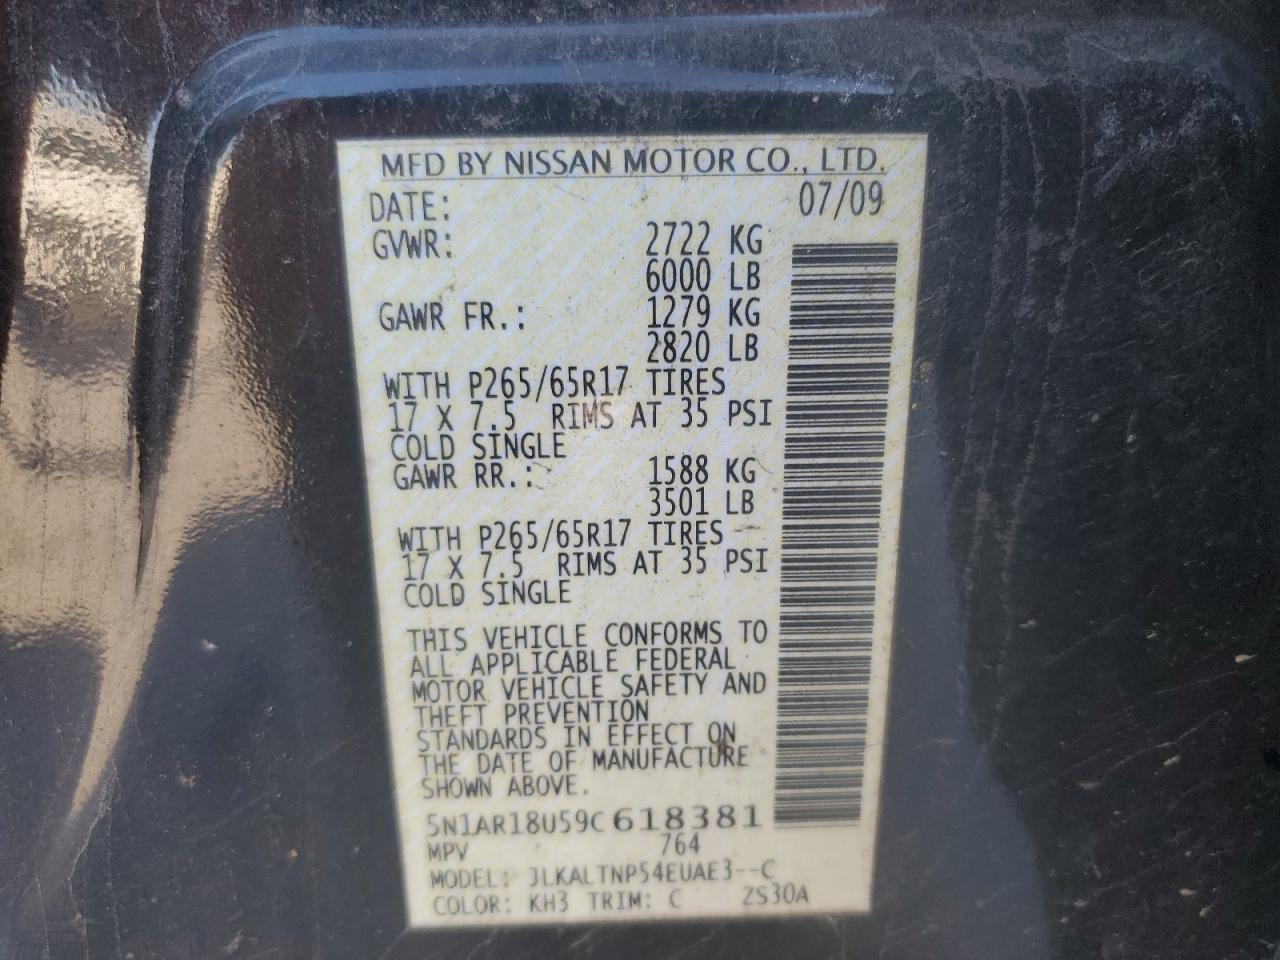 MFD BY NISSAN MOTOR CO., LTD.
DATE: 07/09
GVWR: 2722 KG
6000 LB
GAWR FR.: 1279 KG
2820 LB
WITH P265/65R17 TIRES
17 X 7.5 RIMS AT 35 PSI
COLD SINGLE
GAWR RR.: 1588 KG
3501 LB
WITH P265/65R17 TIRES
17 X 7.5 RIMS AT 35 PSI
COLD SINGLE
THIS VEHICLE CONFORMS TO
ALL APPLICABLE FEDERAL
MOTOR VEHICLE SAFETY AND
THEFT PREVENTION
STANDARDS IN EFFECT ON
THE DATE OF MANUFACTURE
SHOWN ABOVE.
5N1AR18U59C618381
MPV 764
MODEL: JLKALTNP54EUAE3--C
COLOR: KH3 TRIM: C ZS30A